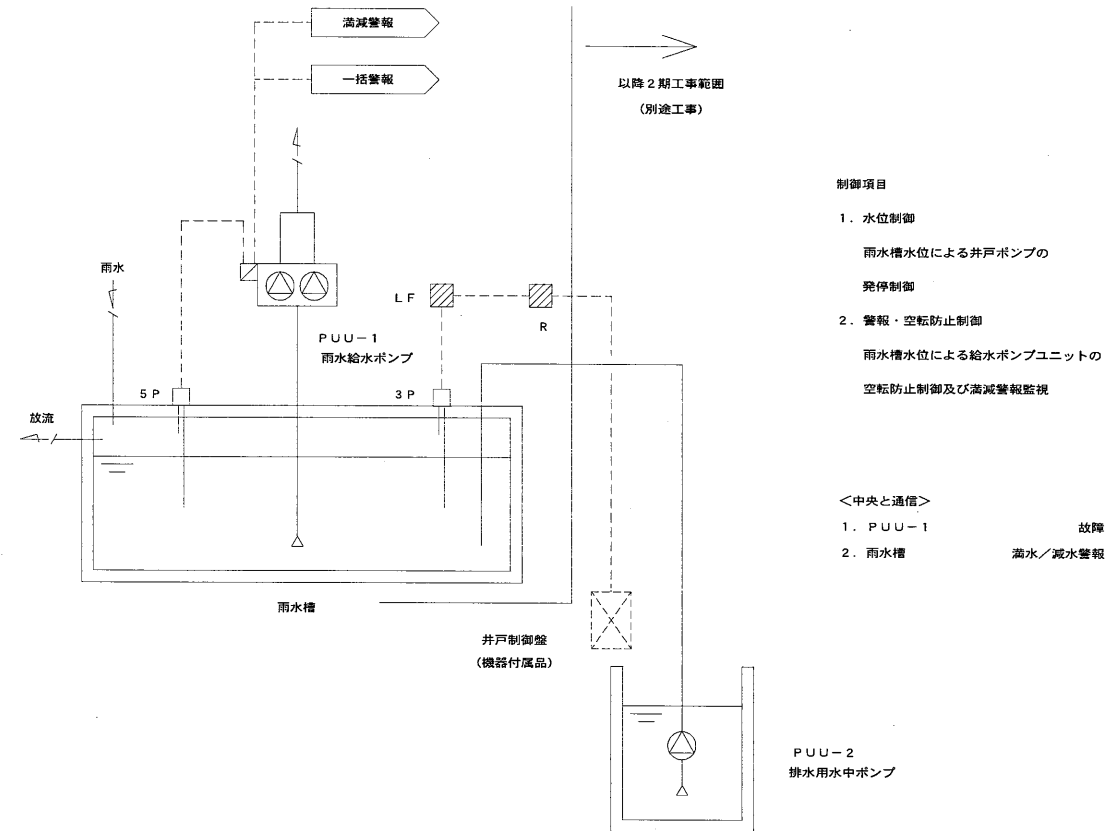 満減警報
一括警報
以降２期工事範囲
（別途工事）
制御項目
１．水位制御
雨水槽水位による井戸ポンプの
発停制御
２．警報・空転防止制御
雨水槽水位による給水ポンプユニットの
空転防止制御及び満減警報監視
雨水
ＬＦ
Ｒ
ＰＵＵ－１
雨水給水ポンプ
５Ｐ
３Ｐ
放流
＜中央と通信＞
１．ＰＵＵ－１　故障
２．雨水槽　満水／減水警報
雨水槽
井戸制御盤
（機器付属品）
ＰＵＵ－２
排水用水中ポンプ